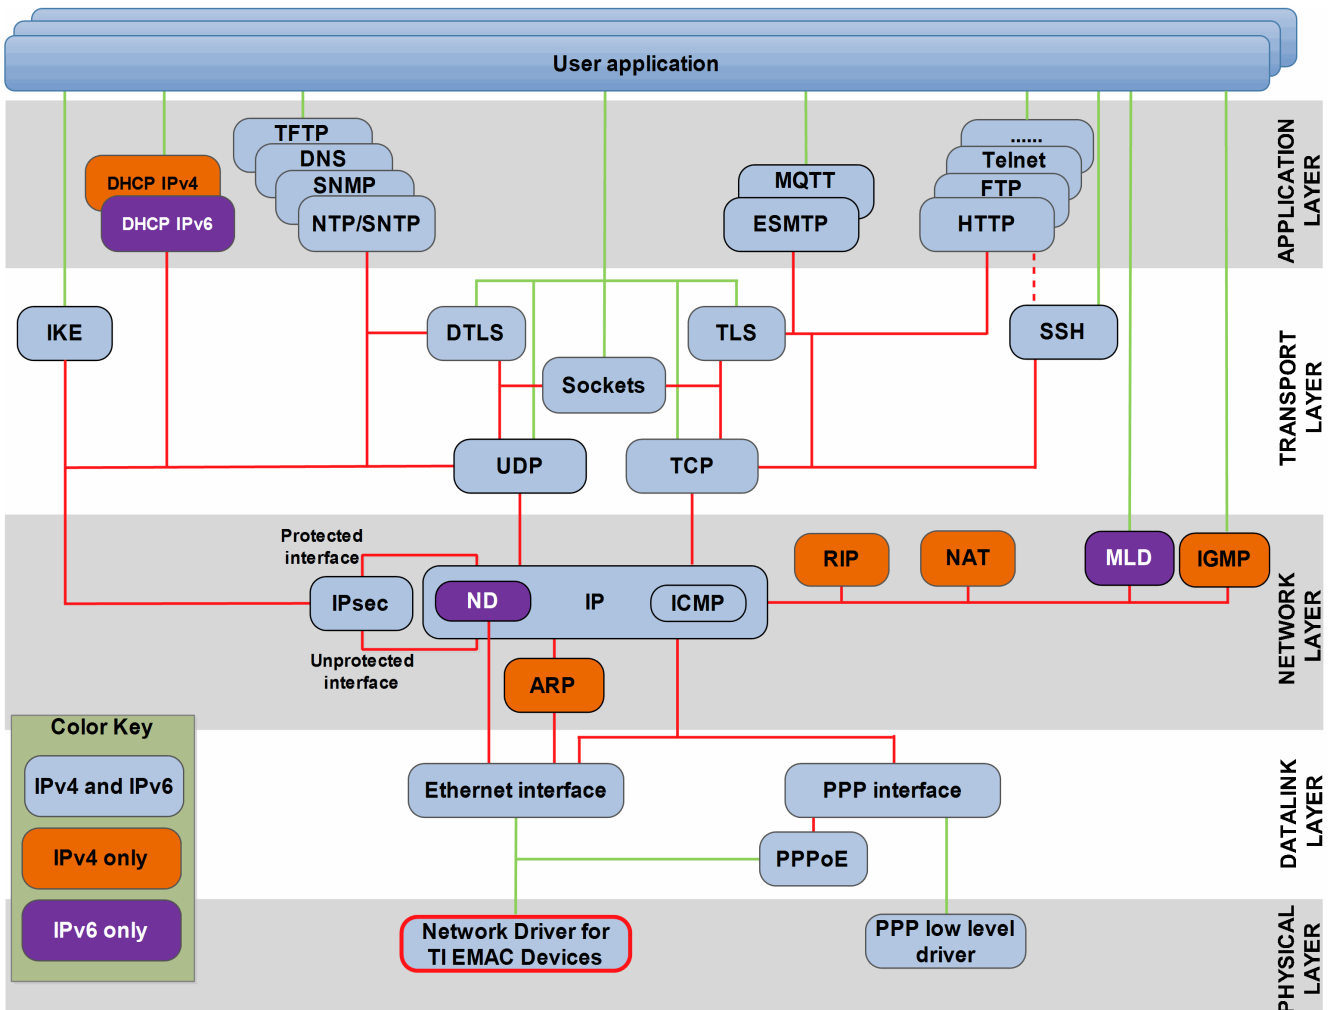 User application
APPLICATION
LAYER
TFTP
DNS
SNMP
NTP/SNTP
DHCP IPv4
DHCP IPv6
MQTT
ESMTP
......
Telnet
FTP
HTTP
TRANSPORT
LAYER
IKE
DTLS
TLS
SSH
Sockets
UDP
TCP
NETWORK
LAYER
Protected
interface
IPsec
Unprotected
interface
ND
IP
ICMP
ARP
RIP
NAT
MLD
IGMP
Color Key
IPv4 and IPv6
IPv4 only
IPv6 only
DATALINK
LAYER
Ethernet interface
PPP interface
PPPoE
PHYSICAL
LAYER
Network Driver for
TI EMAC Devices
PPP low level
driver